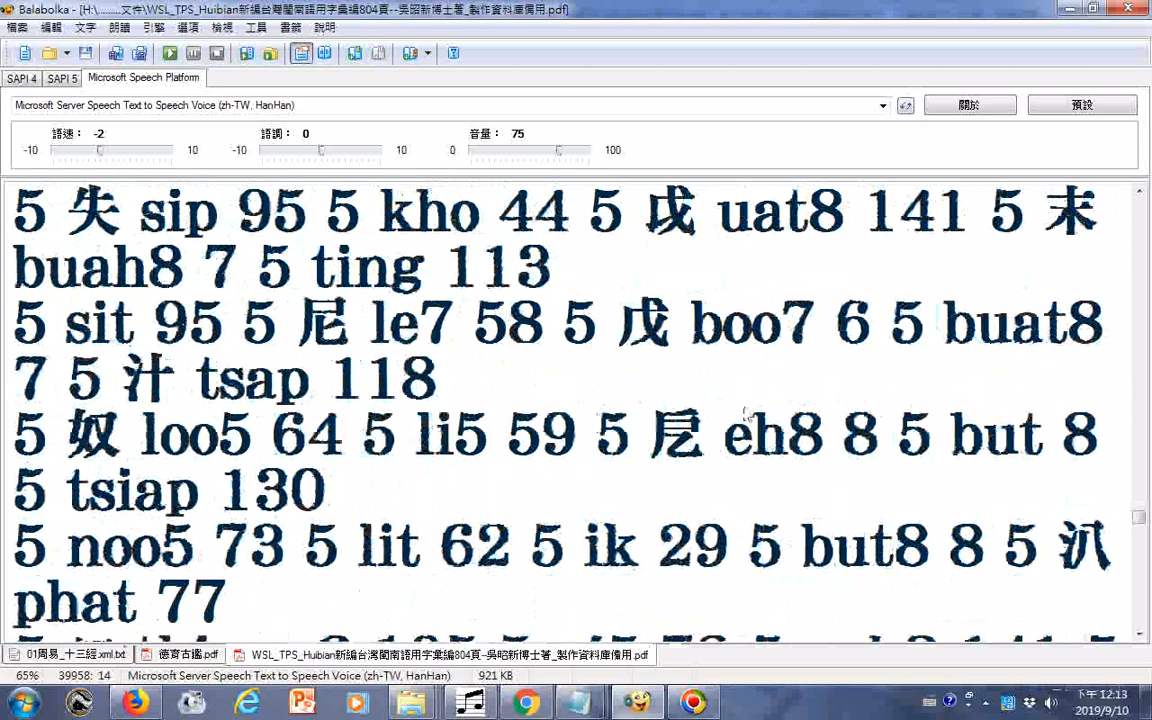 Balabolka - [H:\........文件\WSL_TPS_Huibian新編台灣閩南語用字彙編804頁--吳昭新博士著_製作資料庫備用.pdf]
檔案 編輯 文字 朗讀 引擎 選項 檢視 工具 書籤 說明
SAPI 4 SAPI 5 Microsoft Speech Platform
Microsoft Server Speech Text to Speech Voice (zh-TW, HanHan) 關於 預設
語速： -2 語調： 0 音量： 75
-10 10 -10 10 0 100
5 失 sip 95 5 kho 44 5 戉 uat8 141 5 末
buah8 7 5 ting 113
5 sit 95 5 尼 le7 58 5 戊 boo7 6 5 buat8
7 5 汁 tsap 118
5 奴 loo5 64 5 li5 59 5 戹 eh8 8 5 but 8
5 tsiap 130
5 noo5 73 5 lit 62 5 ik 29 5 but8 8 5 汃
phat 77
01周易_十三經.xml.txt 德育古鑑.pdf WSL_TPS_Huibian新編台灣閩南語用字彙編804頁--吳昭新博士著_製作資料庫備用.pdf
65% 39958: 14 Microsoft Server Speech Text to Speech Voice (zh-TW, HanHan) 921 KB
下午 12:13
2019/9/10